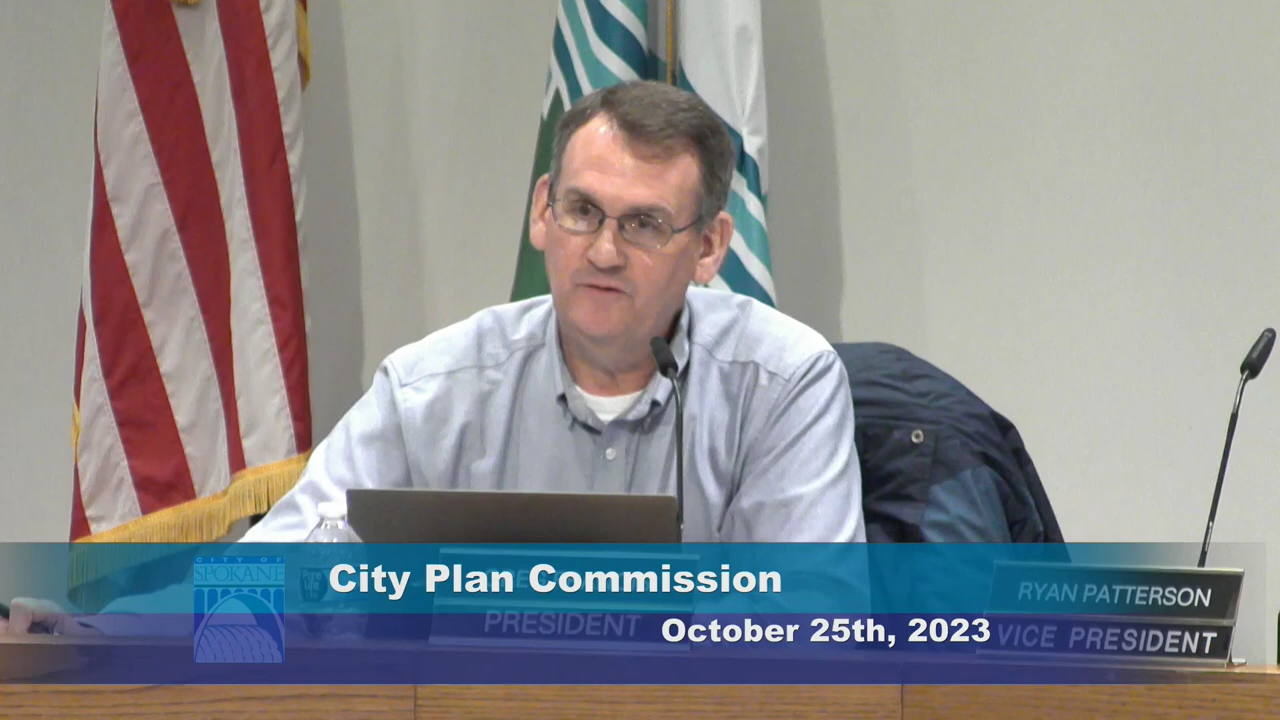 CITY OF
SPOKANE
City Plan Commission
October 25th, 2023
PRESIDENT
RYAN PATTERSON
VICE PRESIDENT